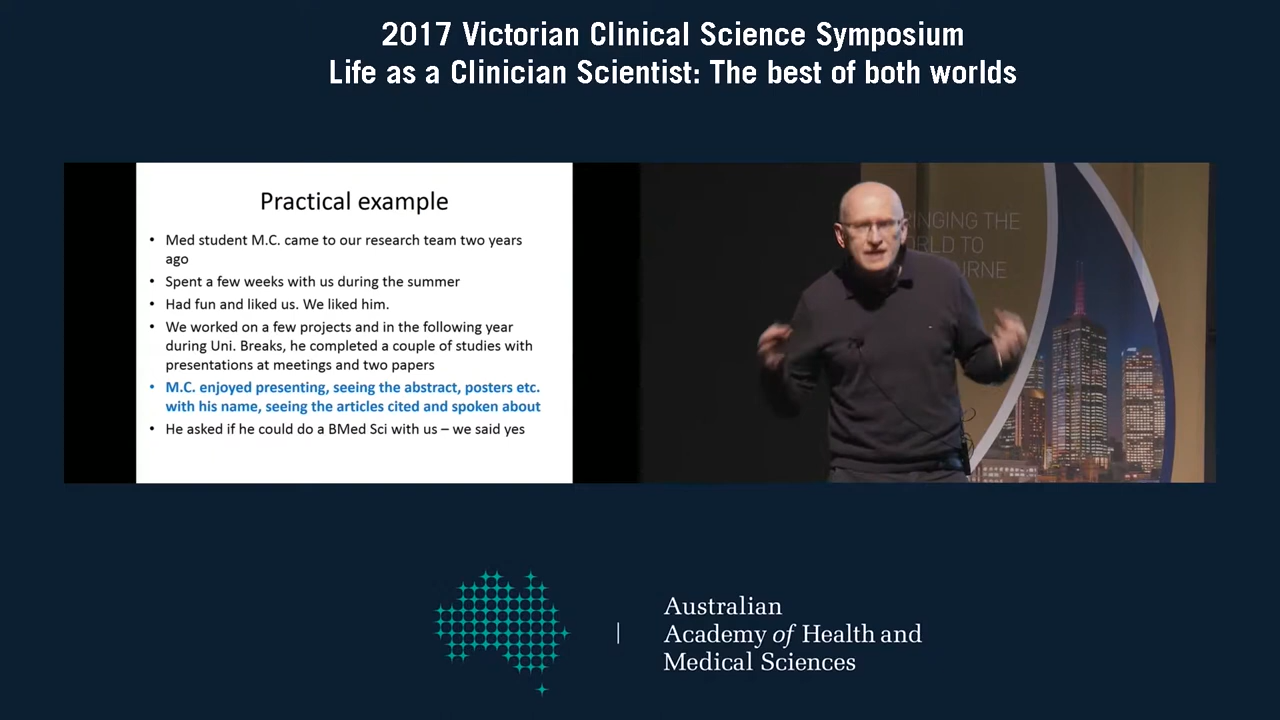 2017 Victorian Clinical Science Symposium
Life as a Clinician Scientist: The best of both worlds
Practical example
• Med student M.C. came to our research team two years
ago
• Spent a few weeks with us during the summer
• Had fun and liked us. We liked him.
• We worked on a few projects and in the following year
during Uni. Breaks, he completed a couple of studies with
presentations at meetings and two papers
• M.C. enjoyed presenting, seeing the abstract, posters etc.
with his name, seeing the articles cited and spoken about
• He asked if he could do a BMed Sci with us – we said yes
RINGING THE
ORLD TO
OURNE
Australian
Academy of Health and
Medical Sciences